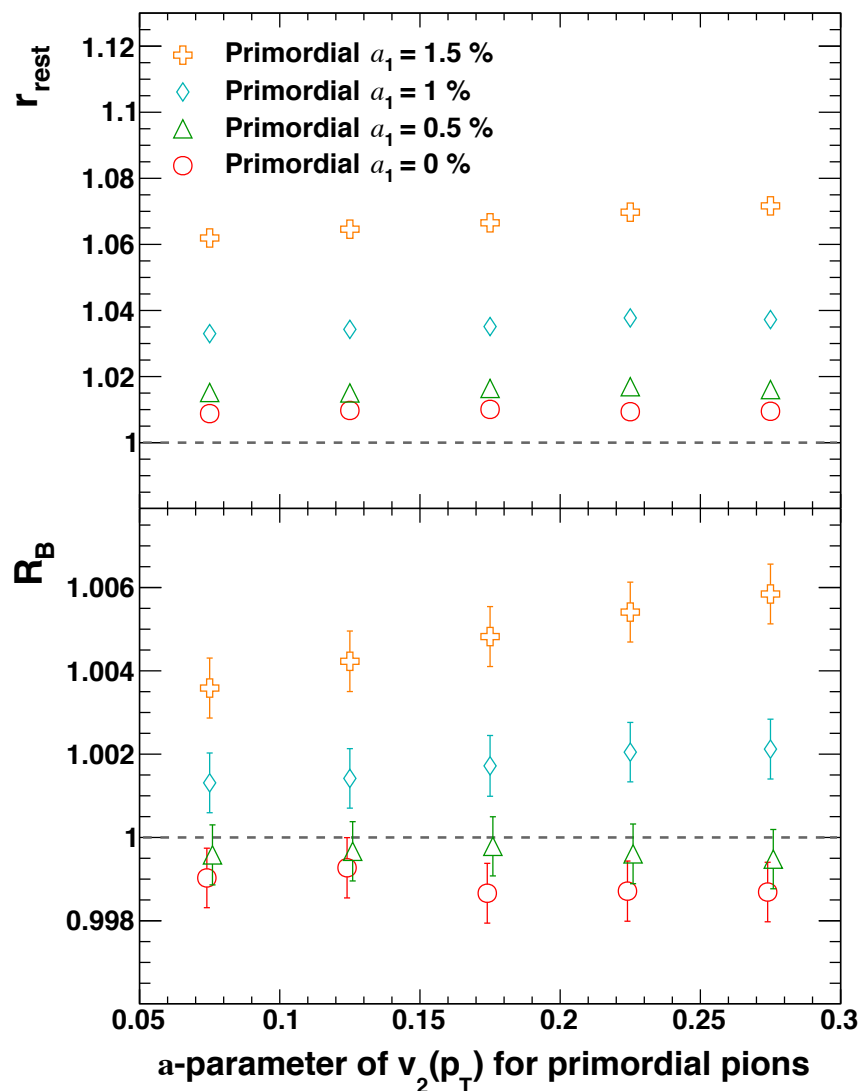 r_rest
1.12
1.1
1.08
1.06
1.04
1.02
1
Primordial a₁ = 1.5 %
Primordial a₁ = 1 %
Primordial a₁ = 0.5 %
Primordial a₁ = 0 %
R_B
1.006
1.004
1.002
1
0.998
0.05 0.1 0.15 0.2 0.25 0.3
a-parameter of v₂(p_T) for primordial pions